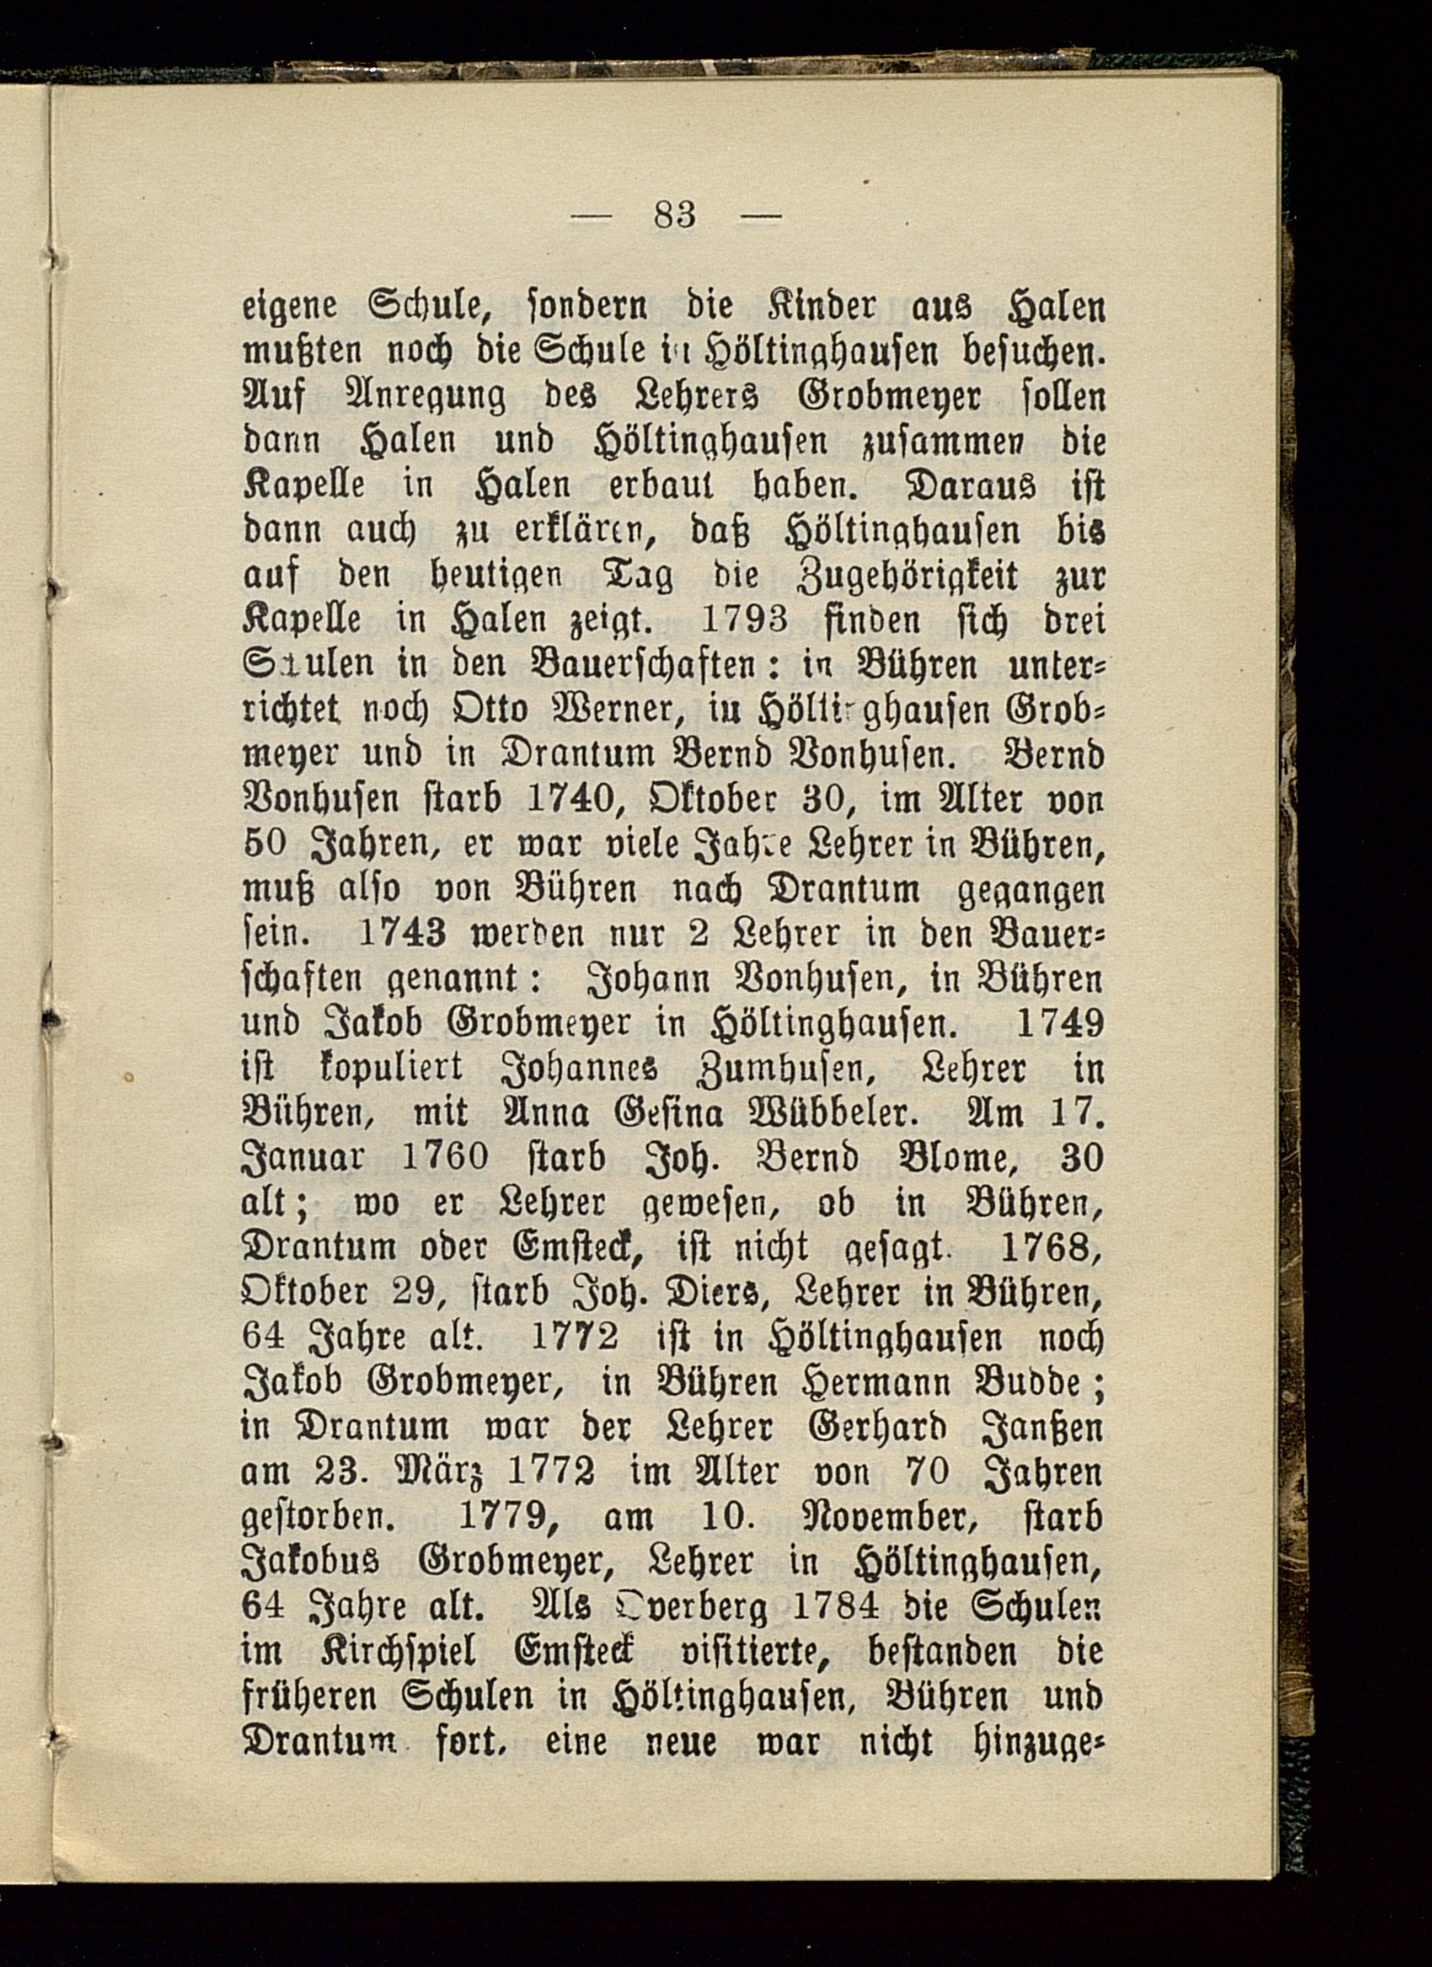 — 83 —
eigene Schule, sondern die Kinder aus Halen
mußten noch die Schule in Höltinghausen besuchen.
Auf Anregung des Lehrers Grobmeyer sollen
dann Halen und Höltinghausen zusammen die
Kapelle in Halen erbaut haben. Daraus ist
dann auch zu erklären, daß Höltinghausen bis
auf den heutigen Tag die Zugehörigkeit zur
Kapelle in Halen zeigt. 1793 finden sich drei
Schulen in den Bauerschaften: in Bühren unter-
richtet noch Otto Werner, in Höltinghausen Grob-
meyer und in Drantum Bernd Vonhusen. Bernd
Vonhusen starb 1740, Oktober 30, im Alter von
50 Jahren, er war viele Jahre Lehrer in Bühren,
muß also von Bühren nach Drantum gegangen
sein. 1743 werden nur 2 Lehrer in den Bauer-
schaften genannt: Johann Vonhusen, in Bühren
und Jakob Grobmeyer in Höltinghausen. 1749
ist kopuliert Johannes Zumhusen, Lehrer in
Bühren, mit Anna Gesina Wübbeler. Am 17.
Januar 1760 starb Joh. Bernd Blome, 30
alt; wo er Lehrer gewesen, ob in Bühren,
Drantum oder Emsteck, ist nicht gesagt. 1768,
Oktober 29, starb Joh. Diers, Lehrer in Bühren,
64 Jahre alt. 1772 ist in Höltinghausen noch
Jakob Grobmeyer, in Bühren Hermann Budde;
in Drantum war der Lehrer Gerhard Janßen
am 23. März 1772 im Alter von 70 Jahren
gestorben. 1779, am 10. November, starb
Jakobus Grobmeyer, Lehrer in Höltinghausen,
64 Jahre alt. Als Overberg 1784 die Schulen
im Kirchspiel Emsteck visitierte, bestanden die
früheren Schulen in Höltinghausen, Bühren und
Drantum fort, eine neue war nicht hinzuge-